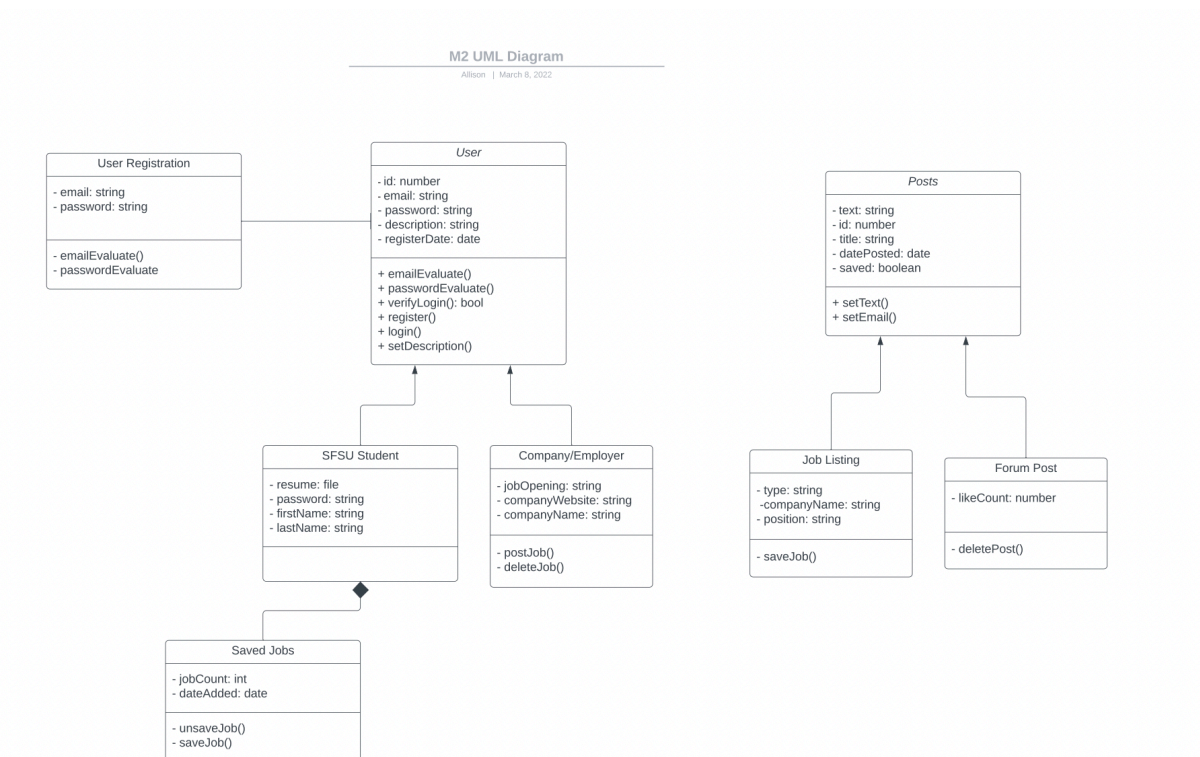 M2 UML Diagram
Allison | March 8, 2022
User Registration
- email: string
- password: string
- emailEvaluate()
- passwordEvaluate
User
- id: number
- email: string
- password: string
- description: string
- registerDate: date
+ emailEvaluate()
+ passwordEvaluate()
+ verifyLogin(): bool
+ register()
+ login()
+ setDescription()
Posts
- text: string
- id: number
- title: string
- datePosted: date
- saved: boolean
+ setText()
+ setEmail()
SFSU Student
- resume: file
- password: string
- firstName: string
- lastName: string
Company/Employer
- jobOpening: string
- companyWebsite: string
- companyName: string
- postJob()
- deleteJob()
Job Listing
- type: string
-companyName: string
- position: string
- saveJob()
Forum Post
- likeCount: number
- deletePost()
Saved Jobs
- jobCount: int
- dateAdded: date
- unsaveJob()
- saveJob()